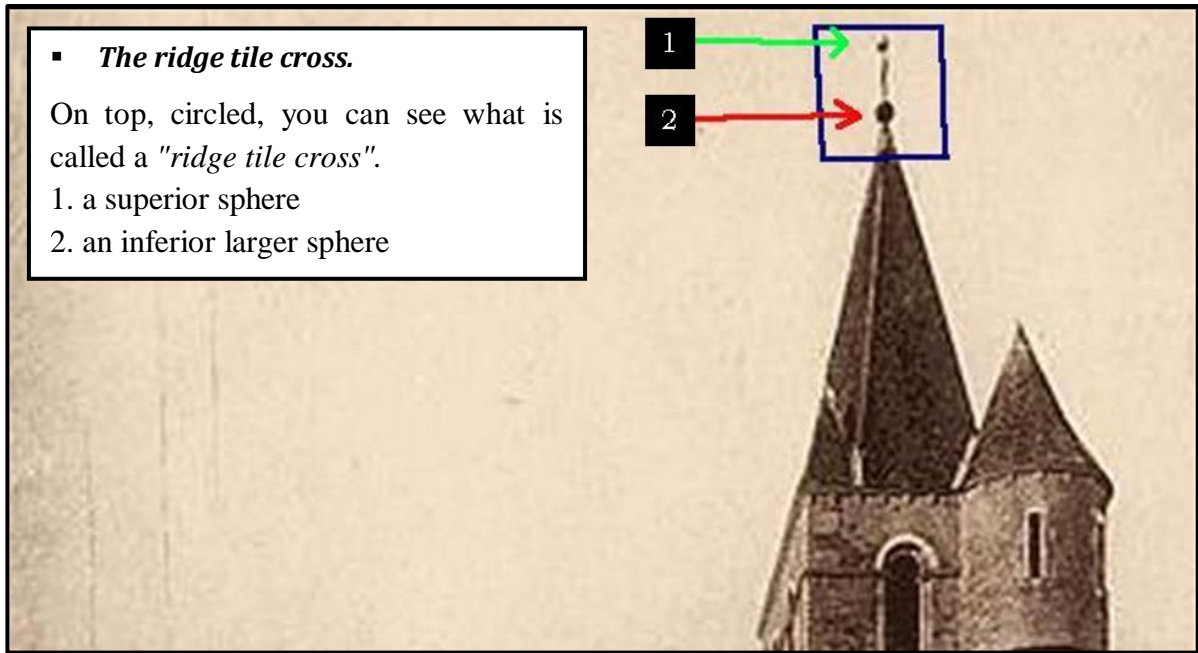 ▪ The ridge tile cross.
On top, circled, you can see what is
called a "ridge tile cross".
1. a superior sphere
2. an inferior larger sphere
1
2